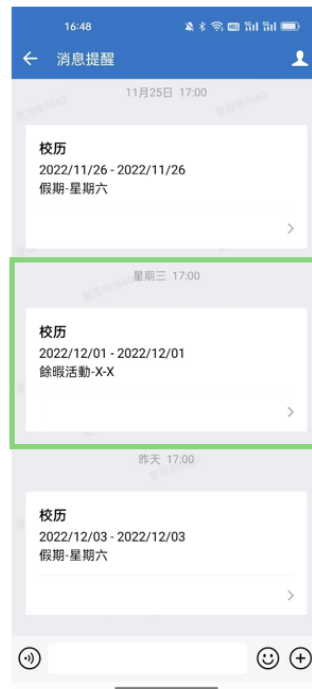 16:48
消息提醒
11月25日 17:00
校历
2022/11/26 - 2022/11/26
假期-星期六
星期三 17:00
校历
2022/12/01 - 2022/12/01
餘暇活動-X-X
昨天 17:00
校历
2022/12/03 - 2022/12/03
假期-星期六